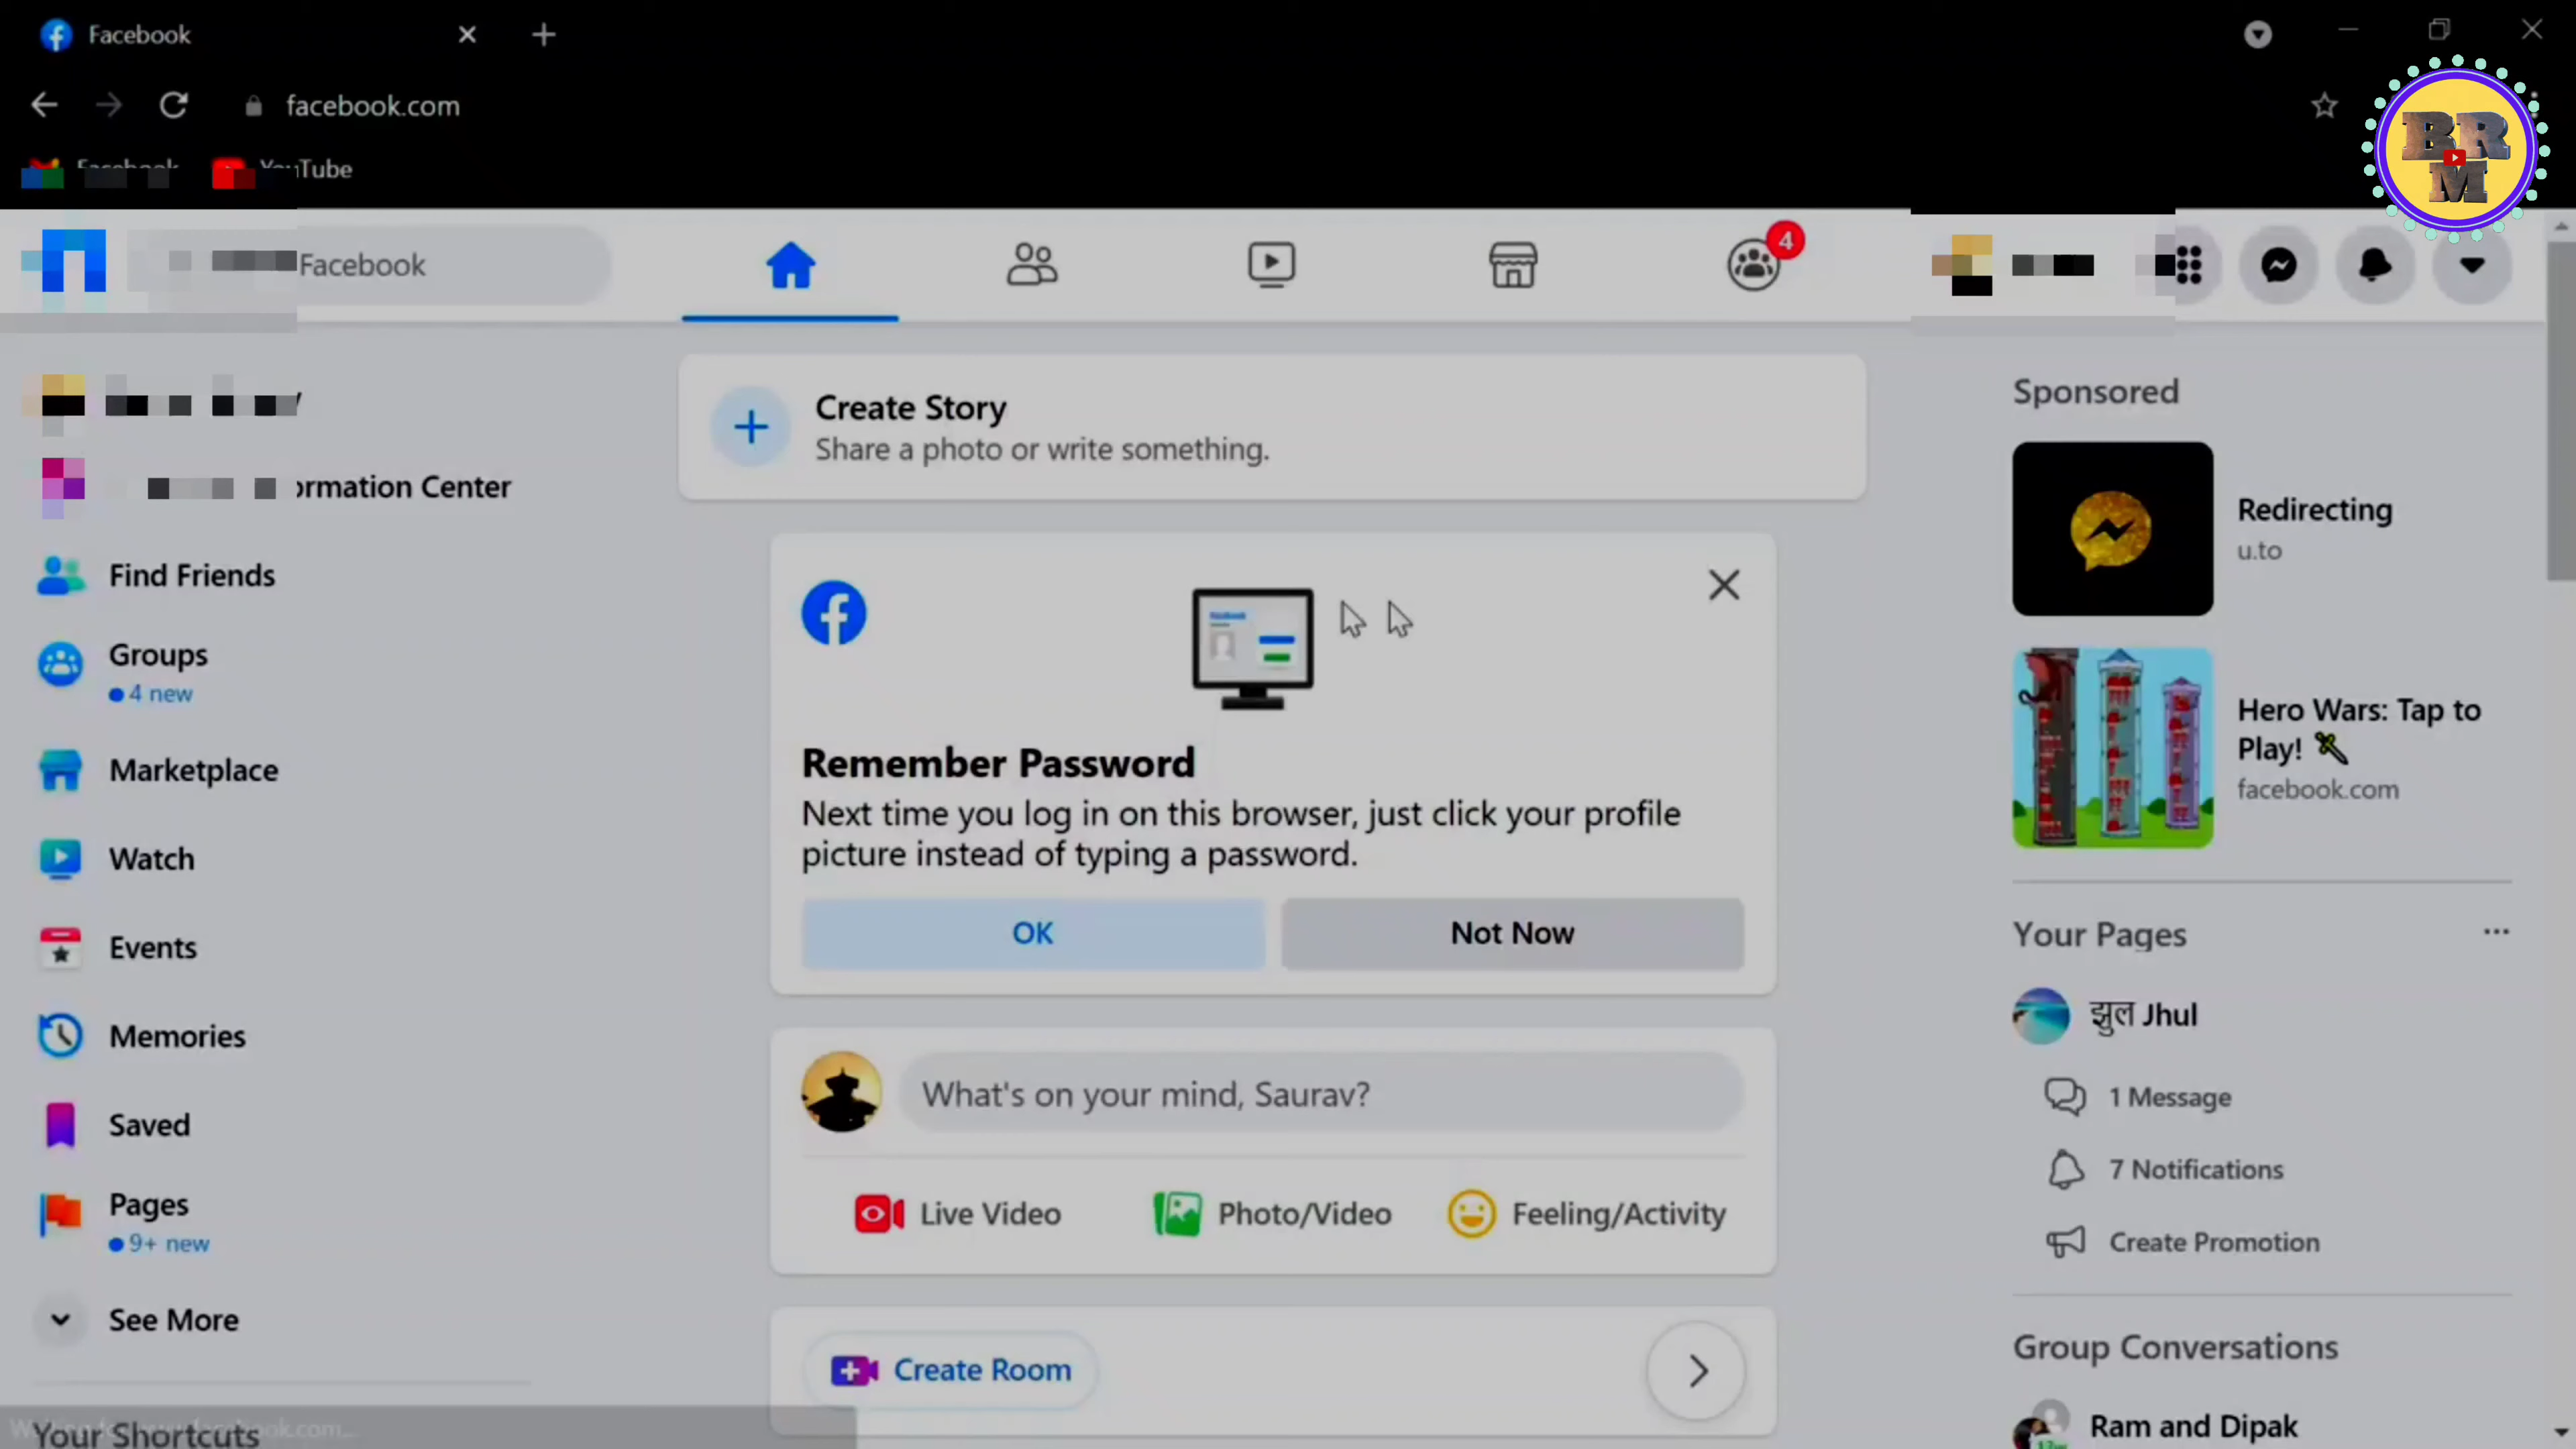 Facebook
facebook.com
Facebook
YouTube
Facebook
4
BRM
ormation Center
Find Friends
Groups
4 new
Marketplace
Watch
Events
Memories
Saved
Pages
9+ new
See More
Your Shortcuts
Create Story
Share a photo or write something.
Remember Password
Next time you log in on this browser, just click your profile
picture instead of typing a password.
OK
Not Now
What's on your mind, Saurav?
Live Video
Photo/Video
Feeling/Activity
Create Room
Sponsored
Redirecting
u.to
Hero Wars: Tap to
Play!
facebook.com
Your Pages
झुल Jhul
1 Message
7 Notifications
Create Promotion
Group Conversations
Ram and Dipak